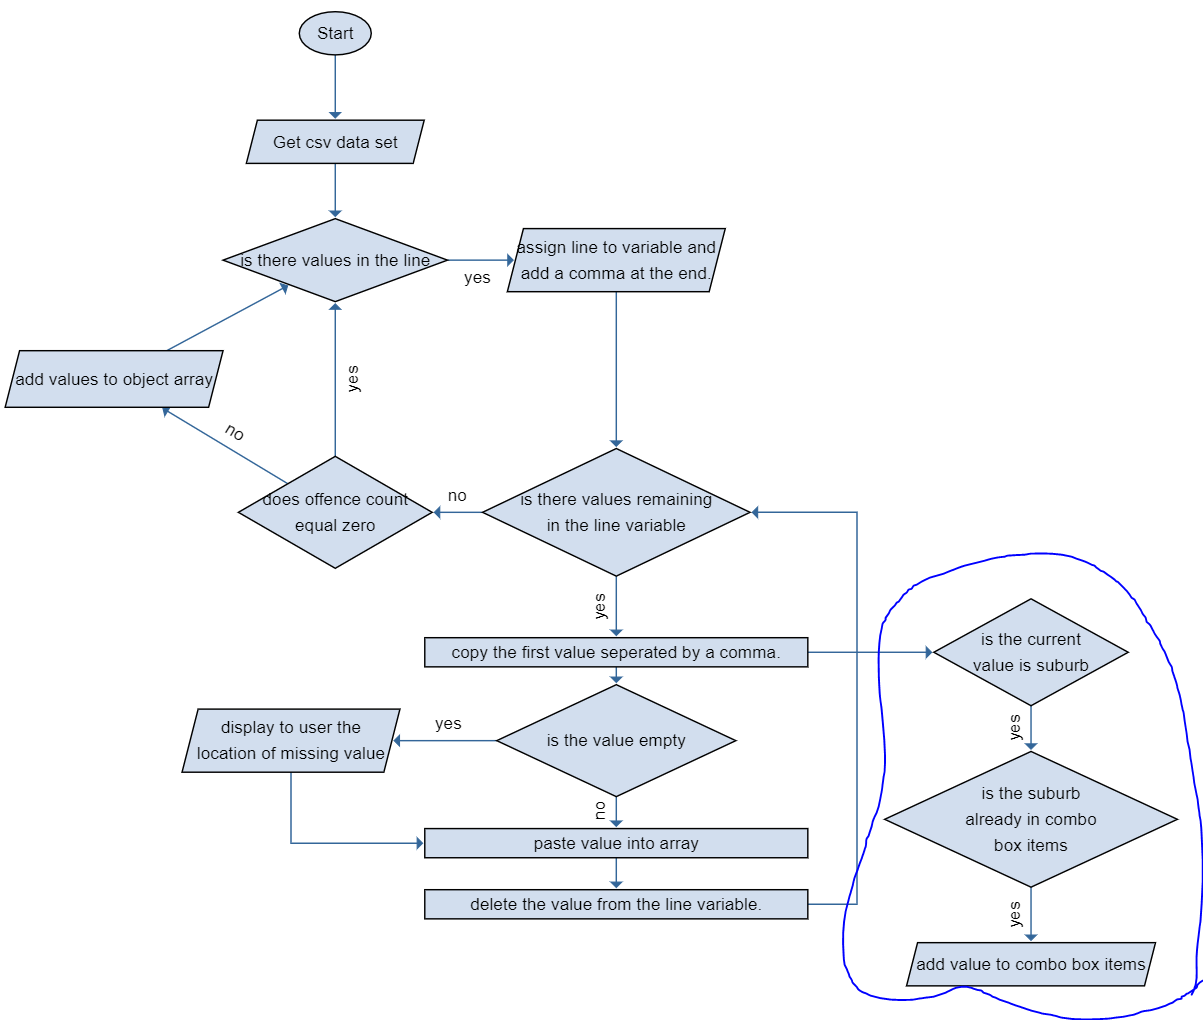 Start
Get csv data set
is there values in the line
yes
assign line to variable and
add a comma at the end.
add values to object array
yes
no
does offence count
equal zero
no
is there values remaining
in the line variable
yes
copy the first value seperated by a comma.
is the current
value is suburb
yes
display to user the
location of missing value
yes
is the value empty
no
is the suburb
already in combo
box items
paste value into array
delete the value from the line variable.
yes
add value to combo box items